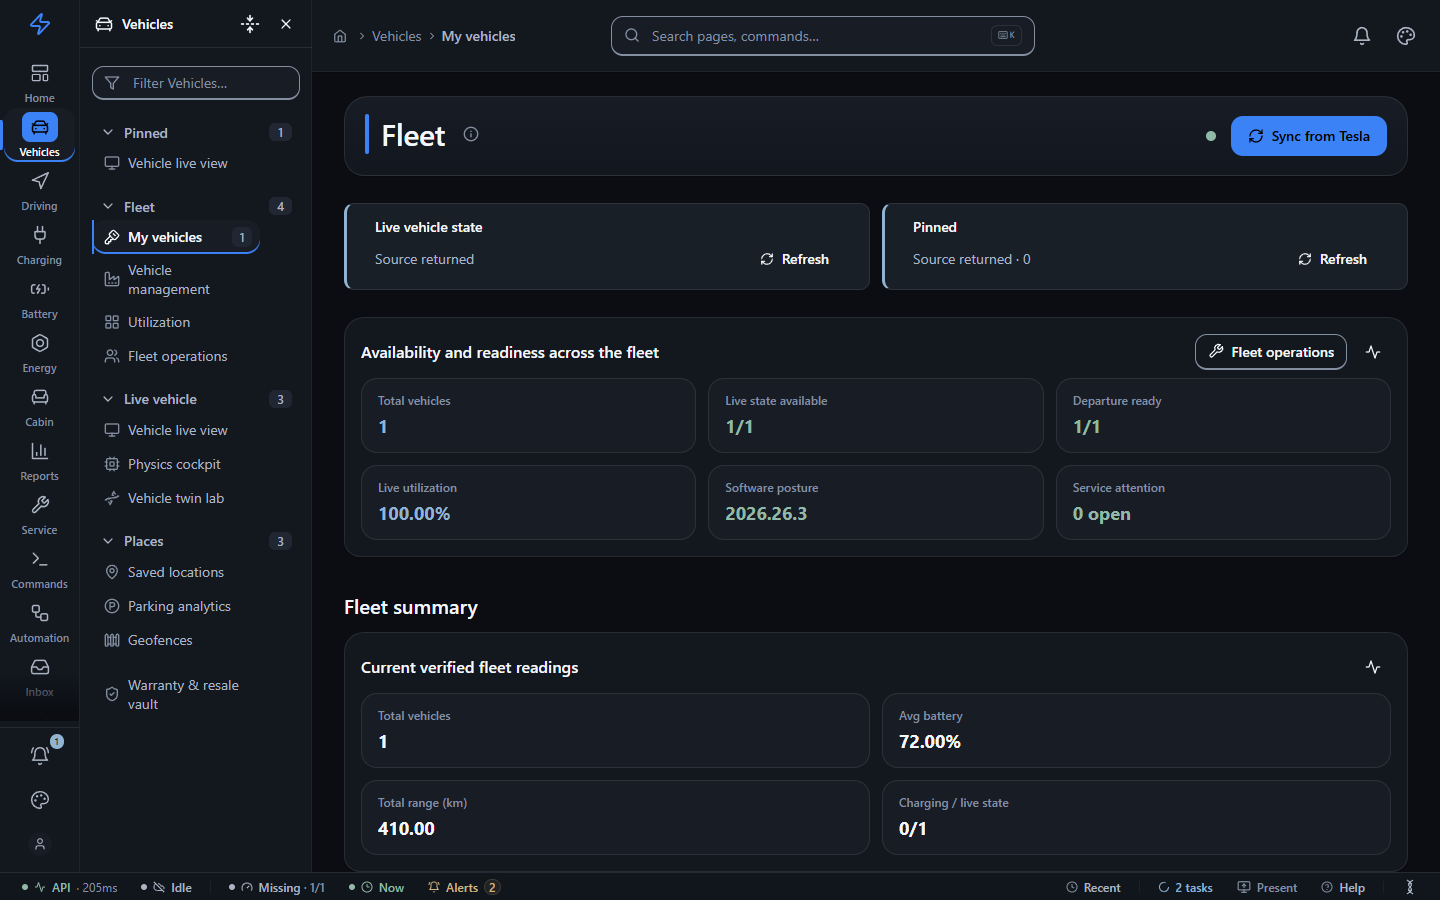 Home
Vehicles
Driving
Charging
Battery
Energy
Cabin
Reports
Service
Commands
Automation
Inbox
1
Vehicles
Filter Vehicles...
Pinned 1
Vehicle live view
Fleet 4
My vehicles 1
Vehicle
management
Utilization
Fleet operations
Live vehicle 3
Vehicle live view
Physics cockpit
Vehicle twin lab
Places 3
Saved locations
Parking analytics
Geofences
Warranty & resale
vault
Vehicles My vehicles
Search pages, commands... K
Fleet
Sync from Tesla
Live vehicle state
Source returned
Refresh
Pinned
Source returned · 0
Refresh
Availability and readiness across the fleet
Fleet operations
Total vehicles
1
Live state available
1/1
Departure ready
1/1
Live utilization
100.00%
Software posture
2026.26.3
Service attention
0 open
Fleet summary
Current verified fleet readings
Total vehicles
1
Avg battery
72.00%
Total range (km)
410.00
Charging / live state
0/1
API · 205ms
Idle
Missing · 1/1
Now
Alerts 2
Recent
2 tasks
Present
Help